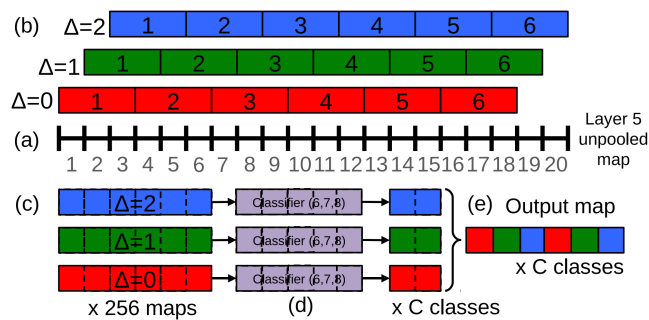 (b) Δ=2 1 2 3 4 5 6
Δ=1 1 2 3 4 5 6
Δ=0 1 2 3 4 5 6
(a)
Layer 5
unpooled
map
1 2 3 4 5 6 7 8 9 10 11 12 13 14 15 16 17 18 19 20
(c) Δ=2 Classifier (6,7,8)
Δ=1 Classifier (6,7,8)
Δ=0 Classifier (6,7,8)
(e) Output map
x C classes
x 256 maps (d) x C classes